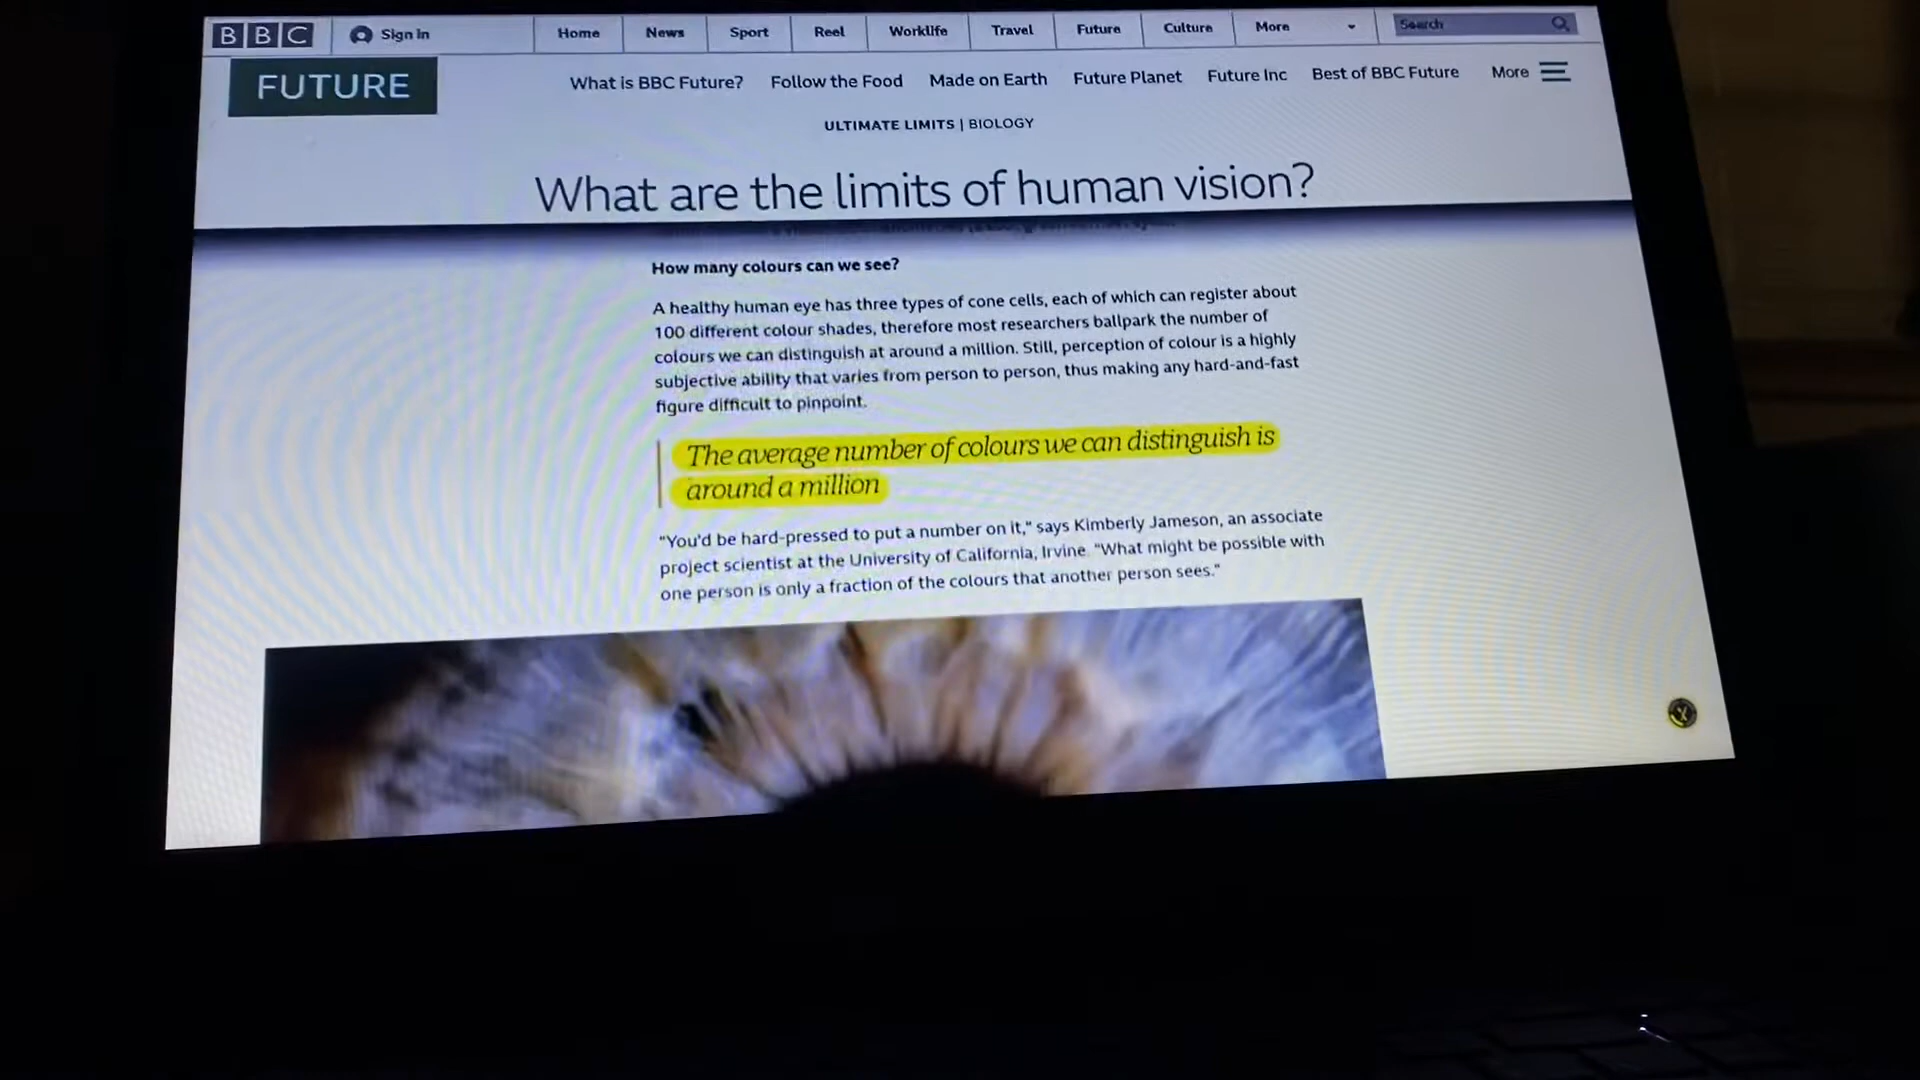 BBC Sign in Home News Sport Reel Worklife Travel Future Culture More Search
FUTURE What is BBC Future? Follow the Food Made on Earth Future Planet Future Inc Best of BBC Future More
ULTIMATE LIMITS | BIOLOGY
What are the limits of human vision?
How many colours can we see?
A healthy human eye has three types of cone cells, each of which can register about
100 different colour shades, therefore most researchers ballpark the number of
colours we can distinguish at around a million. Still, perception of colour is a highly
subjective ability that varies from person to person, thus making any hard-and-fast
figure difficult to pinpoint.
The average number of colours we can distinguish is
around a million
"You'd be hard-pressed to put a number on it," says Kimberly Jameson, an associate
project scientist at the University of California, Irvine. "What might be possible with
one person is only a fraction of the colours that another person sees."